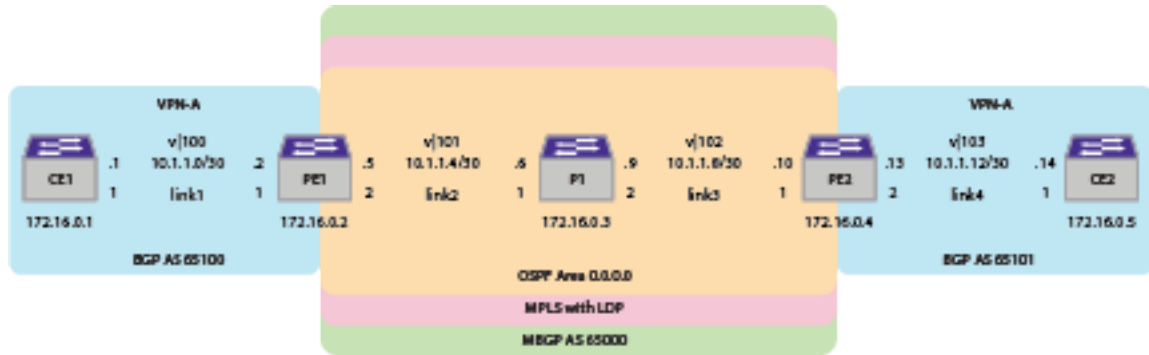 VPN-A
VPN-A
vl100
vl101
vl102
vl103
.1 10.1.1.0/30 .2
.5 10.1.1.4/30 .6
.9 10.1.1.8/30 .10
.13 10.1.1.12/30 .14
CE1
PE1
P1
PE2
CE2
1 link1 1
2 link2 1
2 link3 1
2 link4 1
172.16.0.1
172.16.0.2
172.16.0.3
172.16.0.4
172.16.0.5
BGP AS 65100
BGP AS 65101
OSPF Area 0.0.0.0
MPLS with LDP
MBGP AS 65000